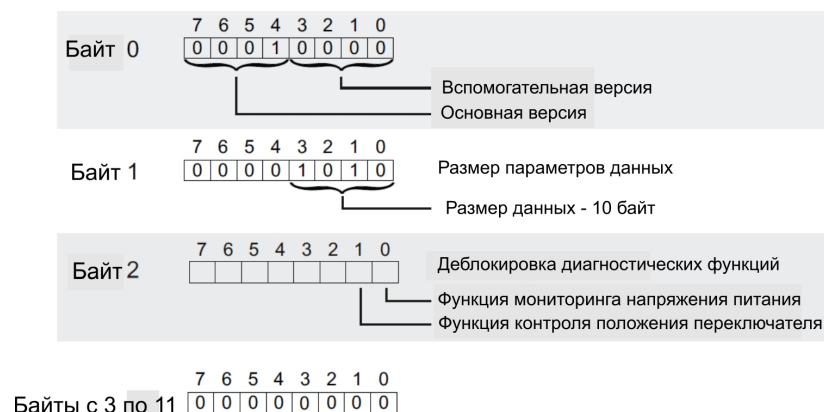 7 6 5 4 3 2 1 0
Байт 0 0 0 0 1 0 0 0 0
Вспомогательная версия
Основная версия
7 6 5 4 3 2 1 0
Байт 1 0 0 0 0 1 0 1 0 Размер параметров данных
Размер данных - 10 байт
7 6 5 4 3 2 1 0
Байт 2 Деблокировка диагностических функций
Функция мониторинга напряжения питания
Функция контроля положения переключателя
7 6 5 4 3 2 1 0
Байты с 3 по 11 0 0 0 0 0 0 0 0